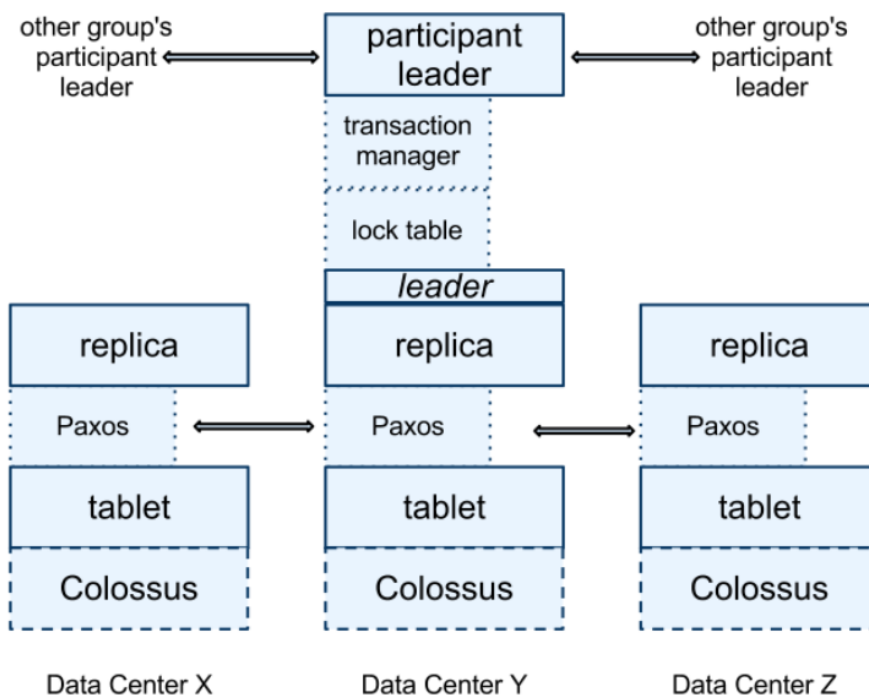 other group's
participant
leader
participant
leader
other group's
participant
leader
transaction
manager
lock table
leader
replica
replica
replica
Paxos
Paxos
Paxos
tablet
tablet
tablet
Colossus
Colossus
Colossus
Data Center X
Data Center Y
Data Center Z